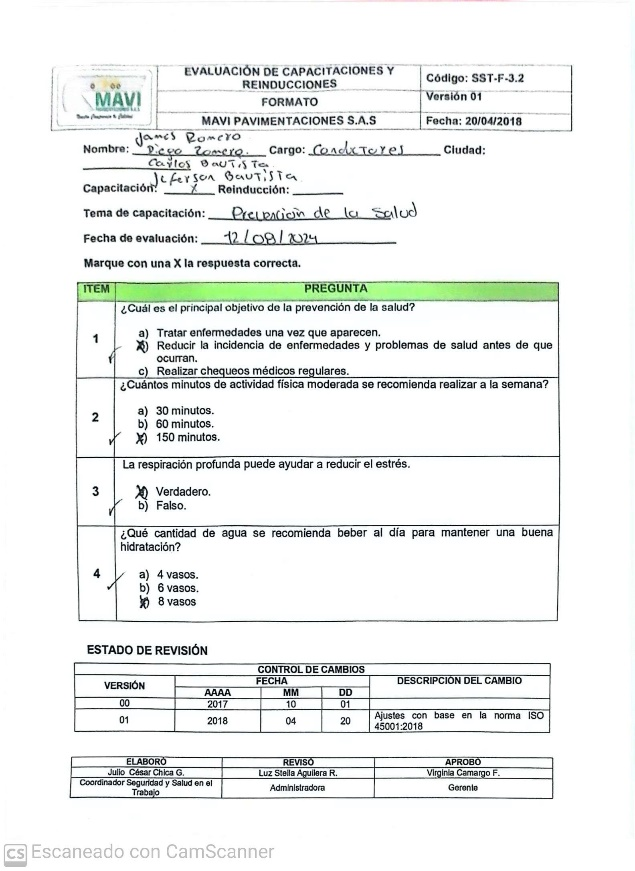 MAVI
EVALUACIÓN DE CAPACITACIONES Y REINDUCCIONES
FORMATO
MAVI PAVIMENTACIONES S.A.S
Código: SST-F-3.2
Versión 01
Fecha: 20/04/2018
James Romero
Nombre: Diego Romero. Cargo: Conductores Ciudad:
Carlos Bautista
Jeferson Bautista
Capacitación: X Reinducción:
Tema de capacitación: Prevención de la Salud
Fecha de evaluación: 12/08/2024
Marque con una X la respuesta correcta.
ITEM PREGUNTA
1
¿Cuál es el principal objetivo de la prevención de la salud?
a) Tratar enfermedades una vez que aparecen.
X) Reducir la incidencia de enfermedades y problemas de salud antes de que
ocurran.
c) Realizar chequeos médicos regulares.
2
¿Cuántos minutos de actividad física moderada se recomienda realizar a la semana?
a) 30 minutos.
b) 60 minutos.
X) 150 minutos.
3
La respiración profunda puede ayudar a reducir el estrés.
X) Verdadero.
b) Falso.
4
¿Qué cantidad de agua se recomienda beber al día para mantener una buena
hidratación?
a) 4 vasos.
b) 6 vasos.
X) 8 vasos
ESTADO DE REVISIÓN
CONTROL DE CAMBIOS
VERSIÓN FECHA DESCRIPCIÓN DEL CAMBIO
AAAA MM DD
00 2017 10 01
01 2018 04 20 Ajustes con base en la norma ISO
45001:2018
ELABORÓ REVISÓ APROBÓ
Julio César Chica G. Luz Stella Aguilera R. Virginia Camargo F.
Coordinador Seguridad y Salud en el
Trabajo Administradora Gerente
CS Escaneado con CamScanner